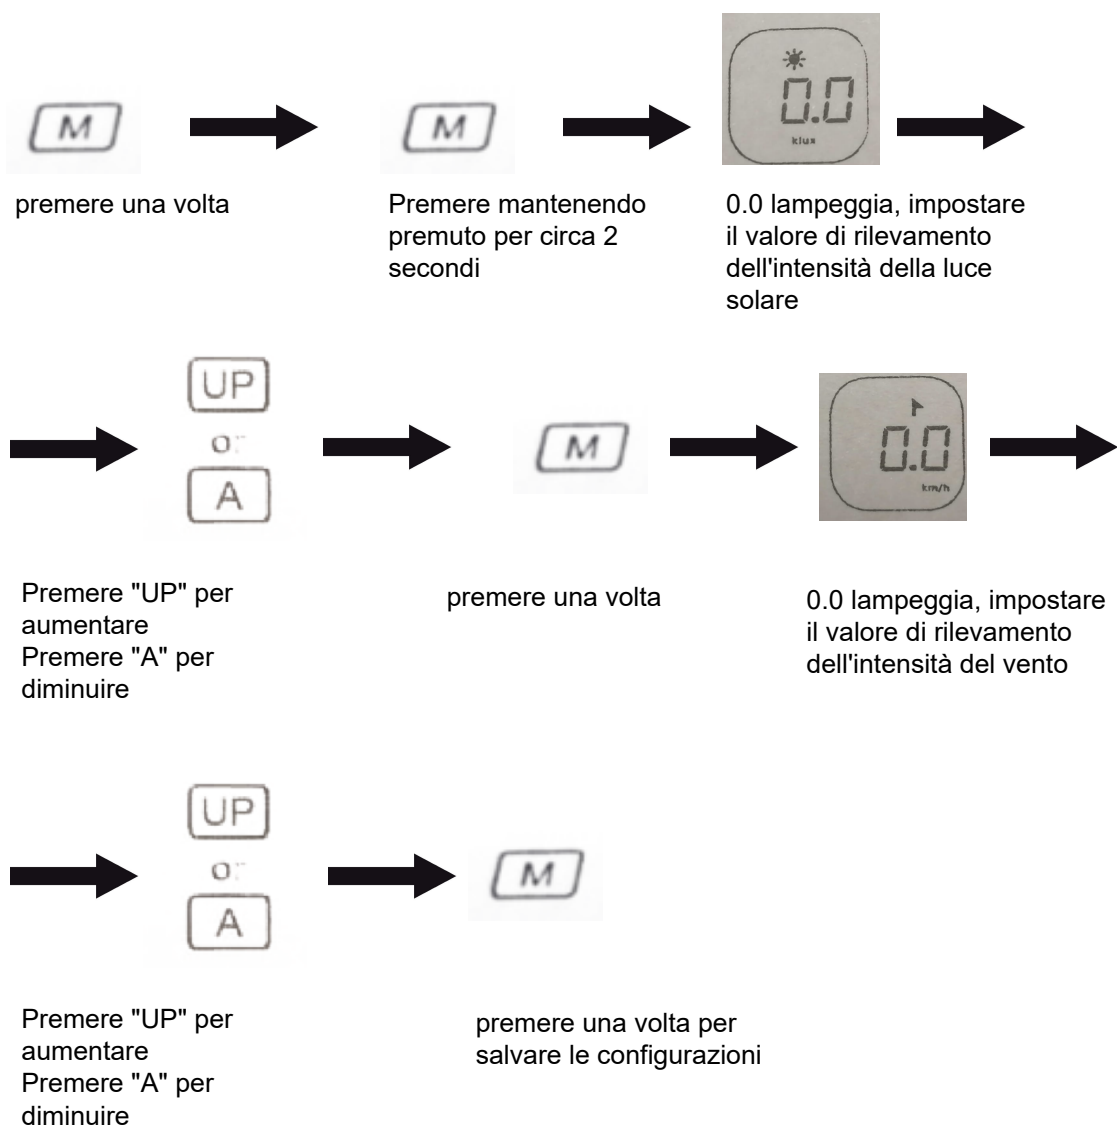 M
M
0.0
klux
premere una volta
Premere mantenendo
premuto per circa 2
secondi
0.0 lampeggia, impostare
il valore di rilevamento
dell'intensità della luce
solare
UP
or
A
M
0.0
km/h
Premere "UP" per
aumentare
Premere "A" per
diminuire
premere una volta
0.0 lampeggia, impostare
il valore di rilevamento
dell'intensità del vento
UP
or
A
M
Premere "UP" per
aumentare
Premere "A" per
diminuire
premere una volta per
salvare le configurazioni